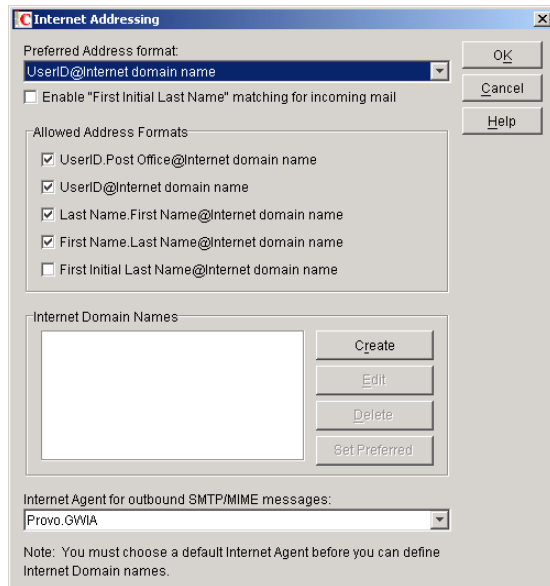 Internet Addressing
Preferred Address format:
UserID@Internet domain name
Enable "First Initial Last Name" matching for incoming mail
OK
Cancel
Help
Allowed Address Formats
UserID.Post Office@Internet domain name
UserID@Internet domain name
Last Name.First Name@Internet domain name
First Name.Last Name@Internet domain name
First Initial Last Name@Internet domain name
Internet Domain Names
Create
Edit
Delete
Set Preferred
Internet Agent for outbound SMTP/MIME messages:
Provo.GWIA
Note: You must choose a default Internet Agent before you can define
Internet Domain names.